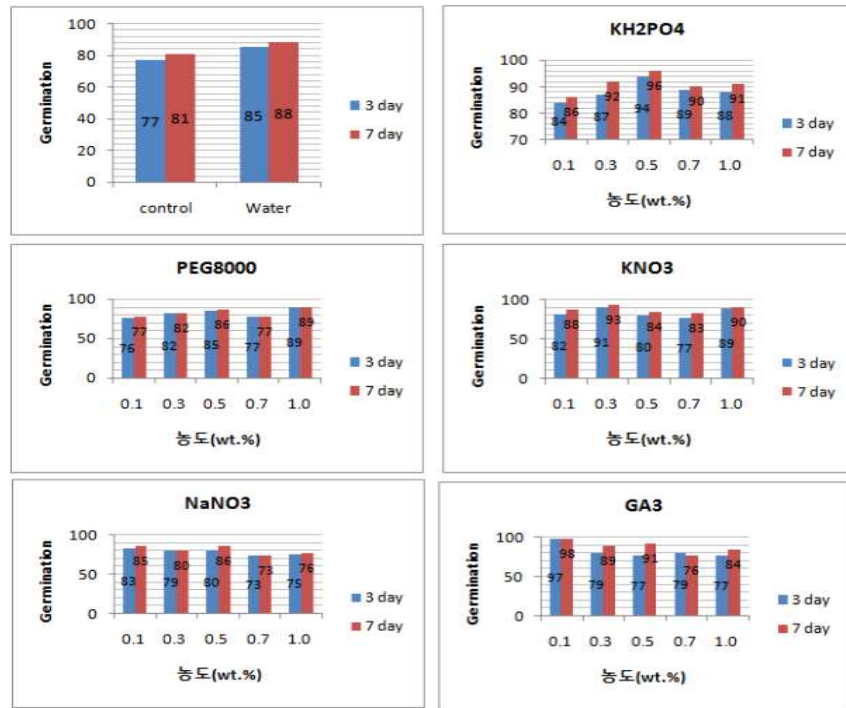 100
80
60
40
20
0
Germination
77 81 85 88
control Water
3 day
7 day
KH2PO4
100
90
80
70
Germination
84 86 87 92 94 96 89 90 88 91
0.1 0.3 0.5 0.7 1.0
농도(wt.%)
3 day
7 day
PEG8000
100
50
0
Germination
76 77 82 82 85 86 77 77 89 89
0.1 0.3 0.5 0.7 1.0
농도(wt.%)
3 day
7 day
KNO3
100
50
0
Germination
82 88 91 93 80 84 77 83 89 90
0.1 0.3 0.5 0.7 1.0
농도(wt.%)
3 day
7 day
NaNO3
100
50
0
Germination
83 85 79 80 80 86 73 73 75 76
0.1 0.3 0.5 0.7 1.0
농도(wt.%)
3 day
7 day
GA3
100
50
0
Germination
97 98 79 89 77 91 79 76 77 84
0.1 0.3 0.5 0.7 1.0
농도(wt.%)
3 day
7 day